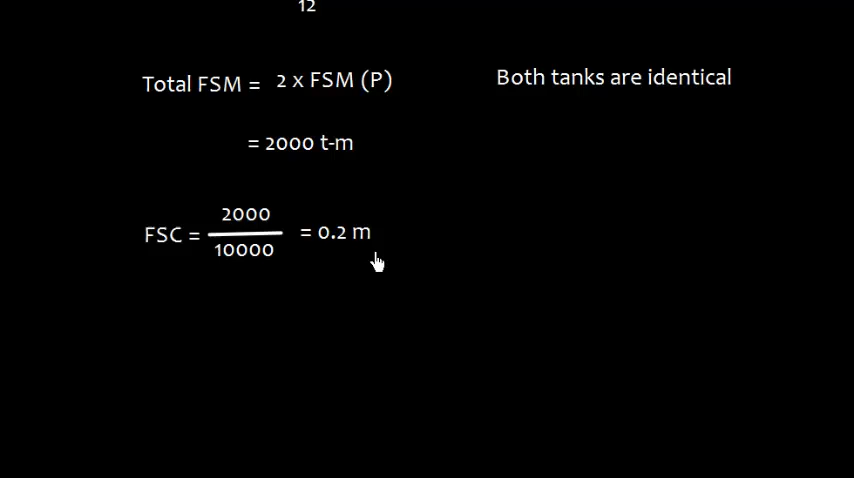 12
Total FSM = 2 x FSM (P) Both tanks are identical
= 2000 t-m
2000
FSC = = 0.2 m
10000